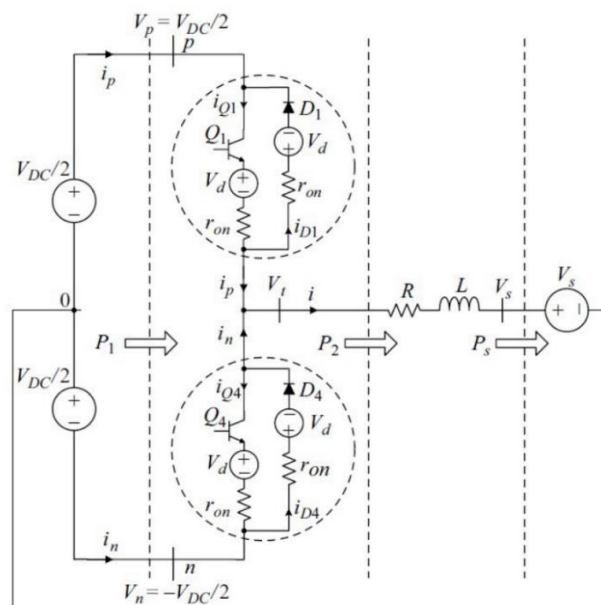 V_p = V_DC/2
p
i_p
i_Q1
D_1
Q_1
V_d
V_d
r_on
r_on
i_D1
V_DC/2
i_p
V_t
i
R
L
V_s
V_s
0
P_1
i_n
P_2
P_s
V_DC/2
i_Q4
D_4
Q_4
V_d
V_d
r_on
r_on
i_D4
i_n
n
V_n = −V_DC/2